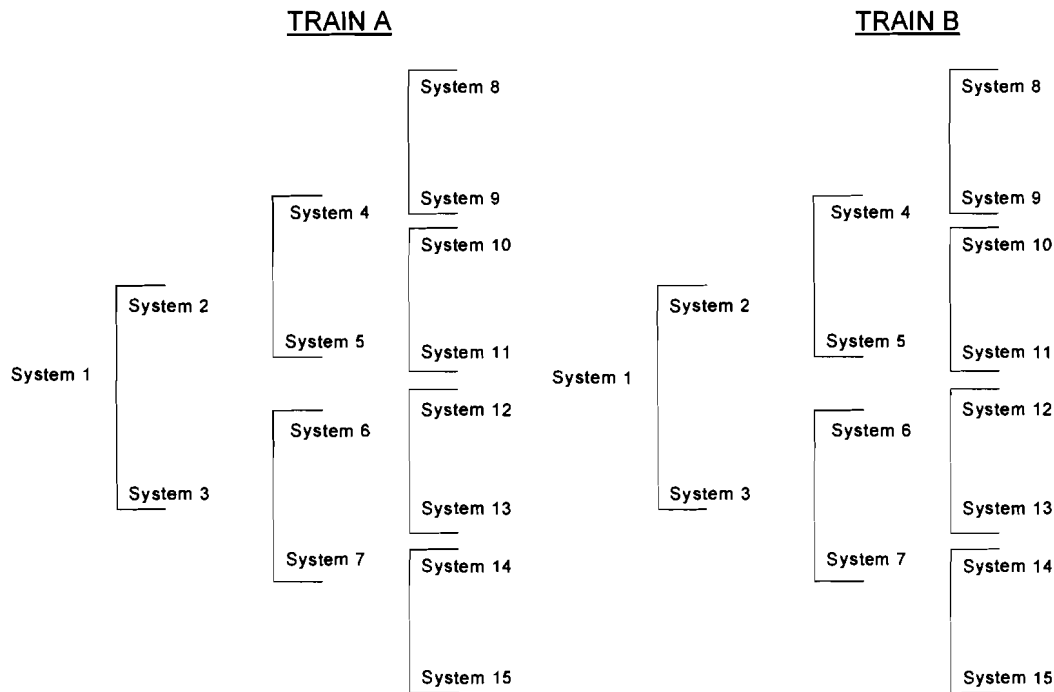 TRAIN A
System 1
System 2
System 3
System 4
System 5
System 6
System 7
System 8
System 9
System 10
System 11
System 12
System 13
System 14
System 15
TRAIN B
System 1
System 2
System 3
System 4
System 5
System 6
System 7
System 8
System 9
System 10
System 11
System 12
System 13
System 14
System 15